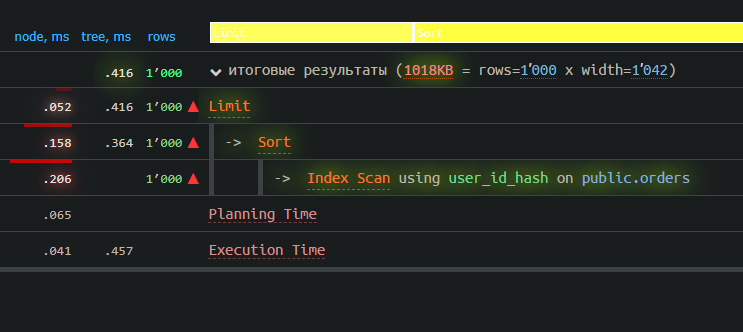 Limit Sort
node, ms tree, ms rows
.416 1’000 итоговые результаты (1018KB = rows=1’000 x width=1’042)
.052 .416 1’000 Limit
.158 .364 1’000 -> Sort
.206 1’000 -> Index Scan using user_id_hash on public.orders
.065 Planning Time
.041 .457 Execution Time